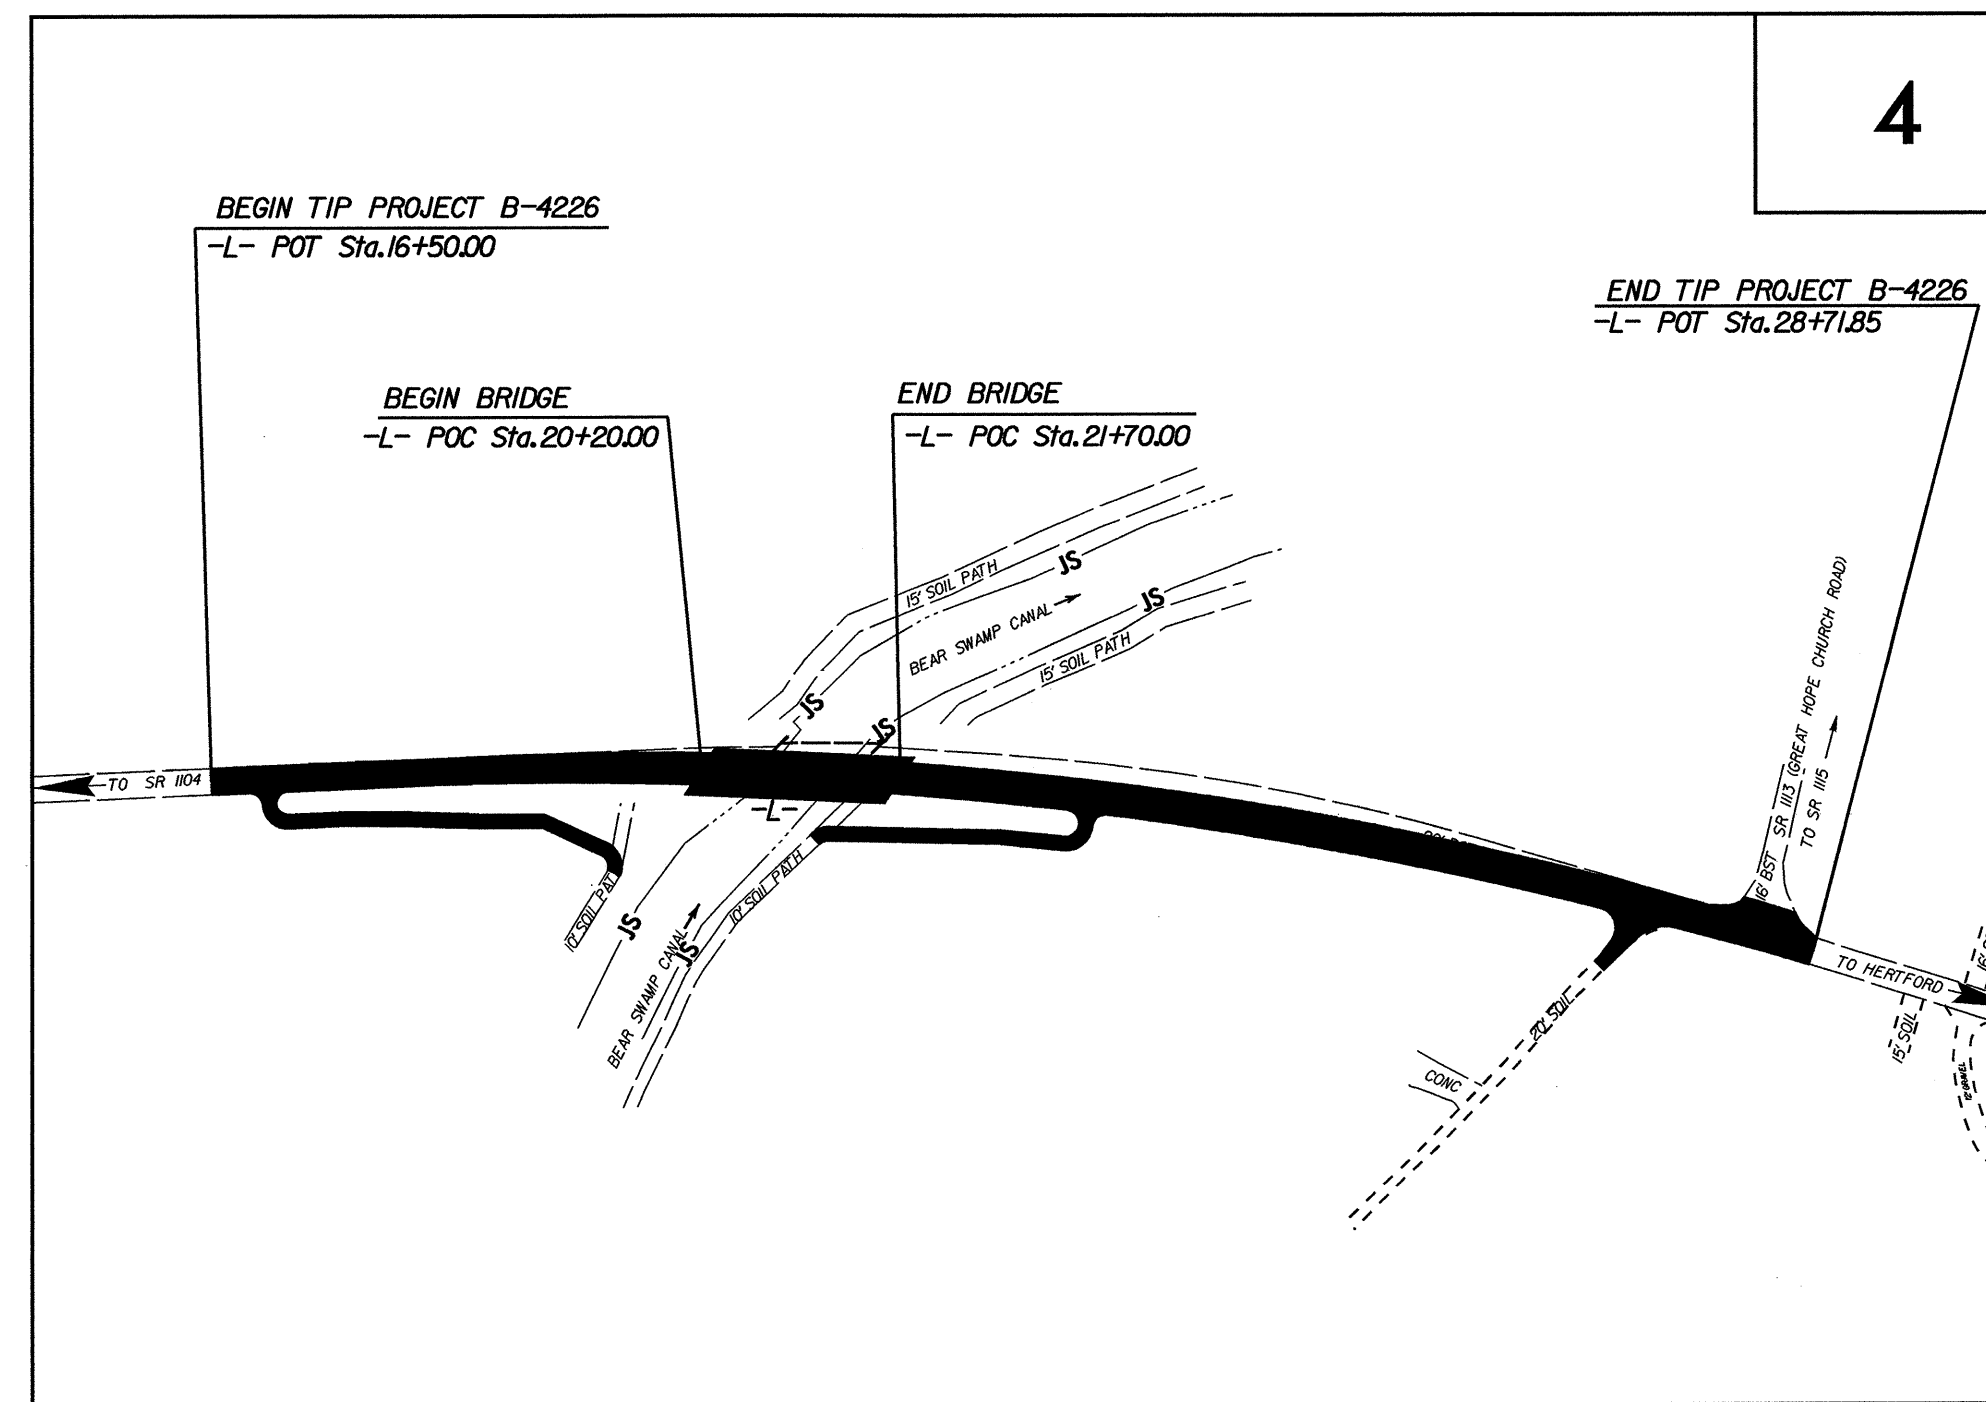 4
BEGIN TIP PROJECT B-4226
-L- POT Sta. 16+50.00
END TIP PROJECT B-4226
-L- POT Sta. 28+71.85
BEGIN BRIDGE
-L- POC Sta. 20+20.00
END BRIDGE
-L- POC Sta. 21+70.00
15' SOIL PATH
JS
JS
BEAR SWAMP CANAL
15' SOIL PATH
JS
JS
TO SR 1104
-L-
16' BST SR 1113 (GREAT HOPE CHURCH ROAD)
TO SR 1115
10' SOIL PAT
10' SOIL PATH
JS
JS
BEAR SWAMP CANAL
TO HERTFORD
20' SOIL
15' SOIL
CONC
12' GRAVEL